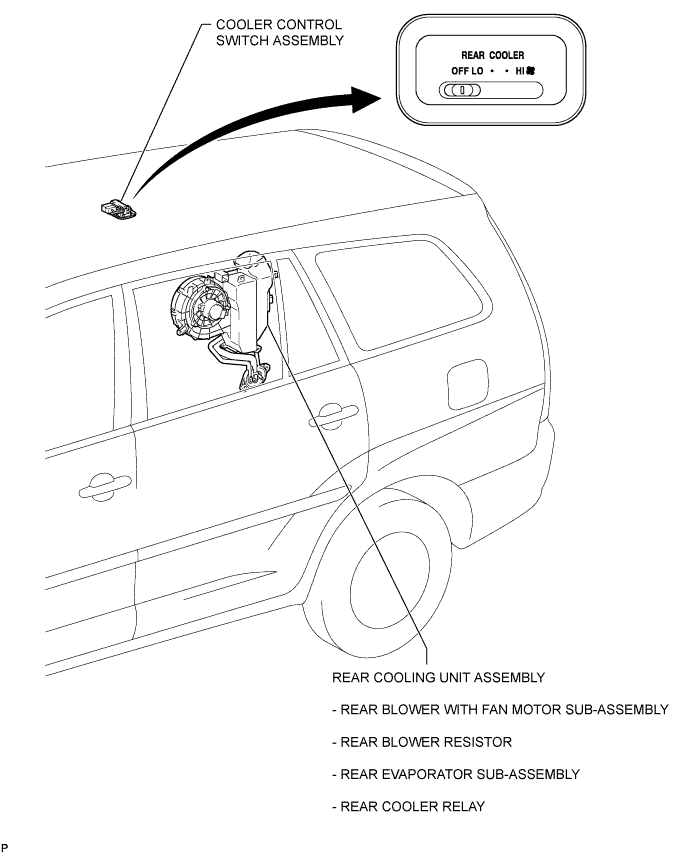 COOLER CONTROL
SWITCH ASSEMBLY
REAR COOLER
OFF LO • • HI
REAR COOLING UNIT ASSEMBLY
- REAR BLOWER WITH FAN MOTOR SUB-ASSEMBLY
- REAR BLOWER RESISTOR
- REAR EVAPORATOR SUB-ASSEMBLY
- REAR COOLER RELAY
P